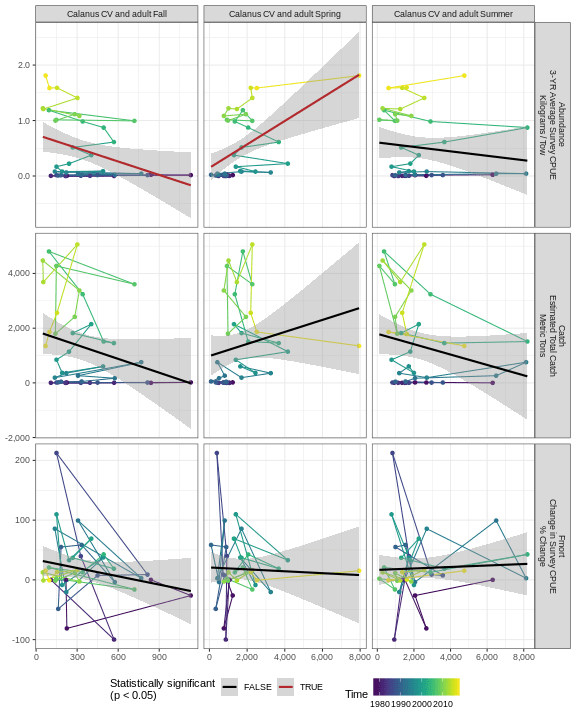 Calanus CV and adult Fall
Calanus CV and adult Spring
Calanus CV and adult Summer
2.0
1.0
0.0
Abundance
3-YR Average Survey CPUE
Kilograms / Tow
4,000
2,000
0
-2,000
Catch
Estimated Total Catch
Metric Tons
200
100
0
-100
Fmort
Change in Survey CPUE
% Change
0 300 600 900
0 2,000 4,000 6,000 8,000
0 2,000 4,000 6,000 8,000
Statistically significant
(p < 0.05)
FALSE
TRUE
Time
1980 1990 2000 2010